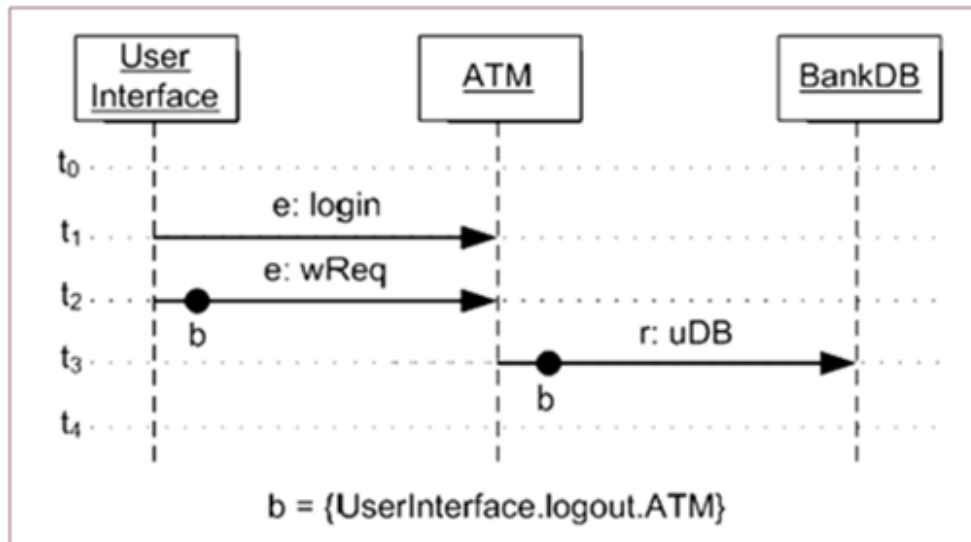 User
Interface
ATM
BankDB
t₀
e: login
t₁
e: wReq
t₂
b
r: uDB
t₃
b
t₄
b = {UserInterface.logout.ATM}